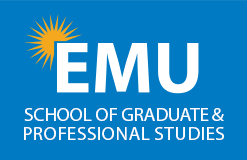 EMU
SCHOOL OF GRADUATE &
PROFESSIONAL STUDIES